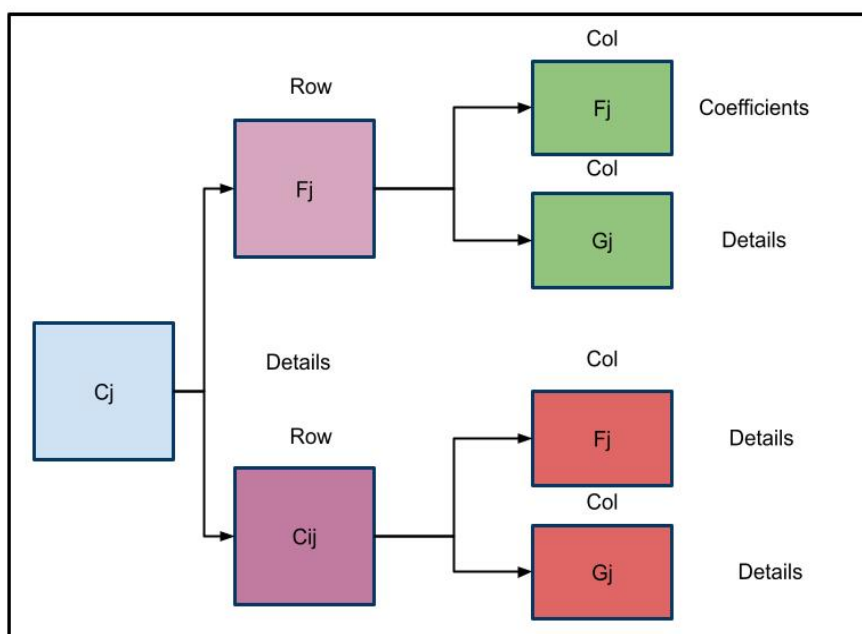 Col
Row
Fj
Coefficients
Col
Fj
Gj
Details
Details
Col
Cj
Row
Fj
Details
Col
Cij
Gj
Details